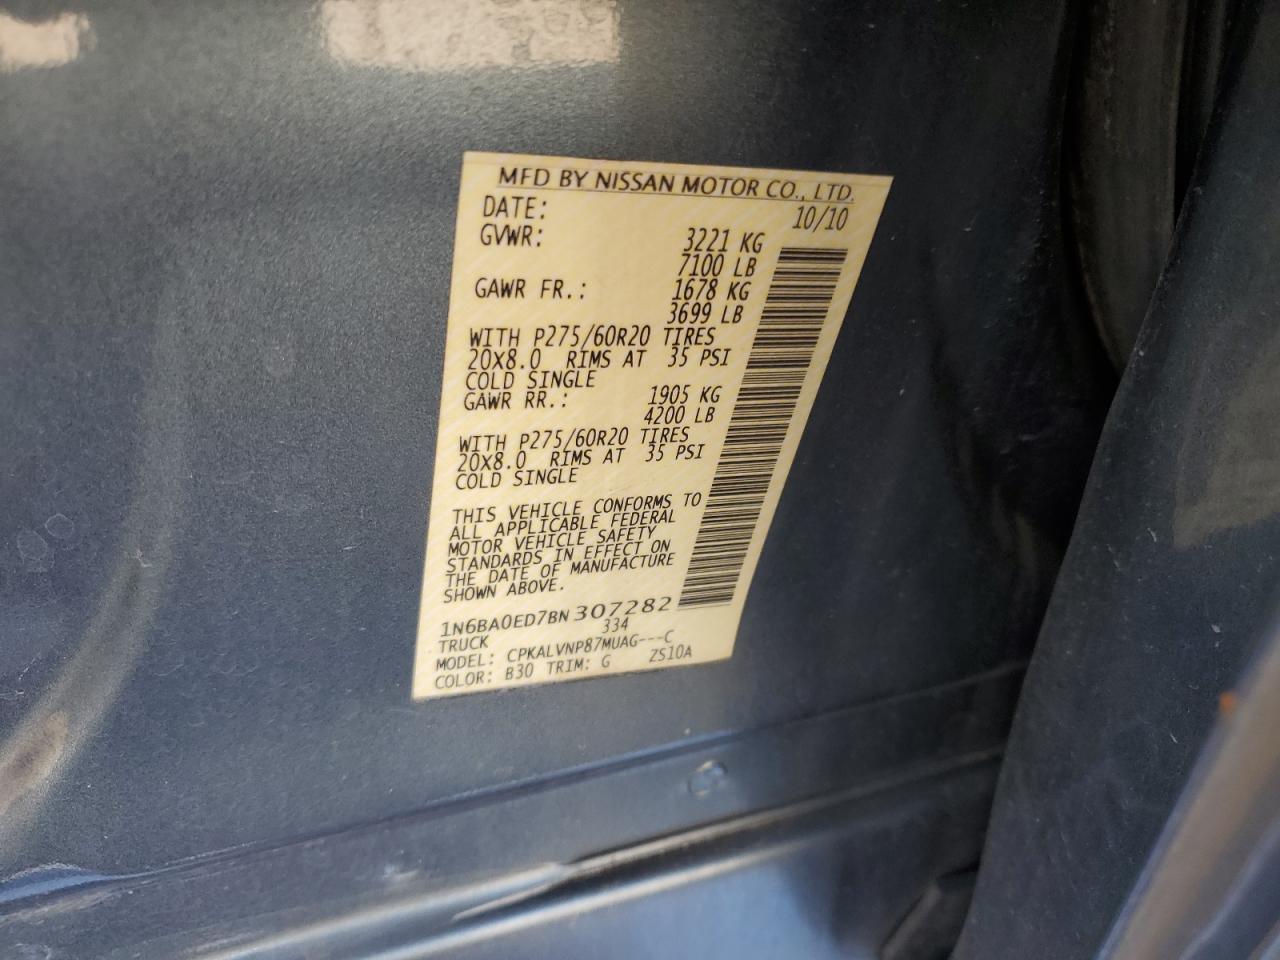 MFD BY NISSAN MOTOR CO., LTD.
DATE: 10/10
GVWR: 3221 KG
7100 LB
GAWR FR.: 1678 KG
3699 LB
WITH P275/60R20 TIRES
20X8.0 RIMS AT 35 PSI
COLD SINGLE
GAWR RR.: 1905 KG
4200 LB
WITH P275/60R20 TIRES
20X8.0 RIMS AT 35 PSI
COLD SINGLE
THIS VEHICLE CONFORMS TO
ALL APPLICABLE FEDERAL
MOTOR VEHICLE SAFETY
STANDARDS IN EFFECT ON
THE DATE OF MANUFACTURE
SHOWN ABOVE.
1N6BA0ED7BN307282
TRUCK 334
MODEL: CPKALVNP87MUAG---C
COLOR: B30 TRIM: G ZS10A